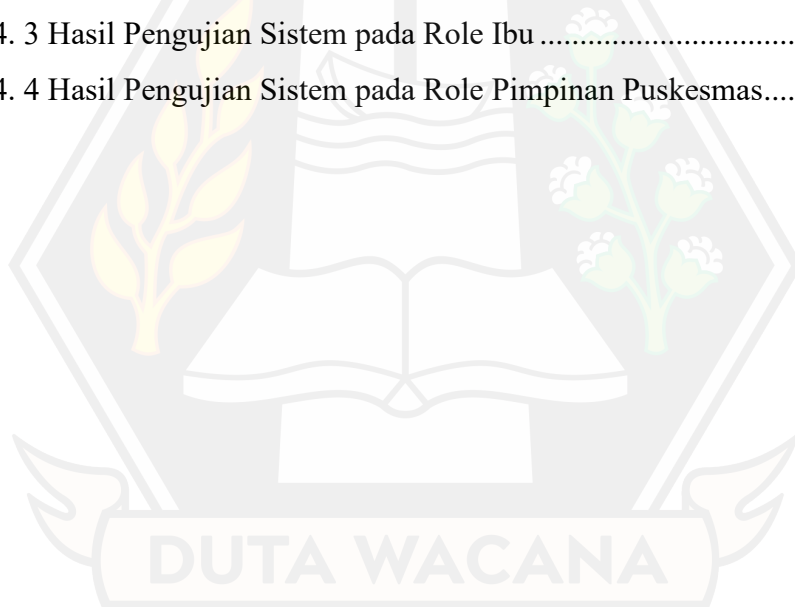 4. 3 Hasil Pengujian Sistem pada Role Ibu ................................
4. 4 Hasil Pengujian Sistem pada Role Pimpinan Puskesmas....
DUTA WACANA